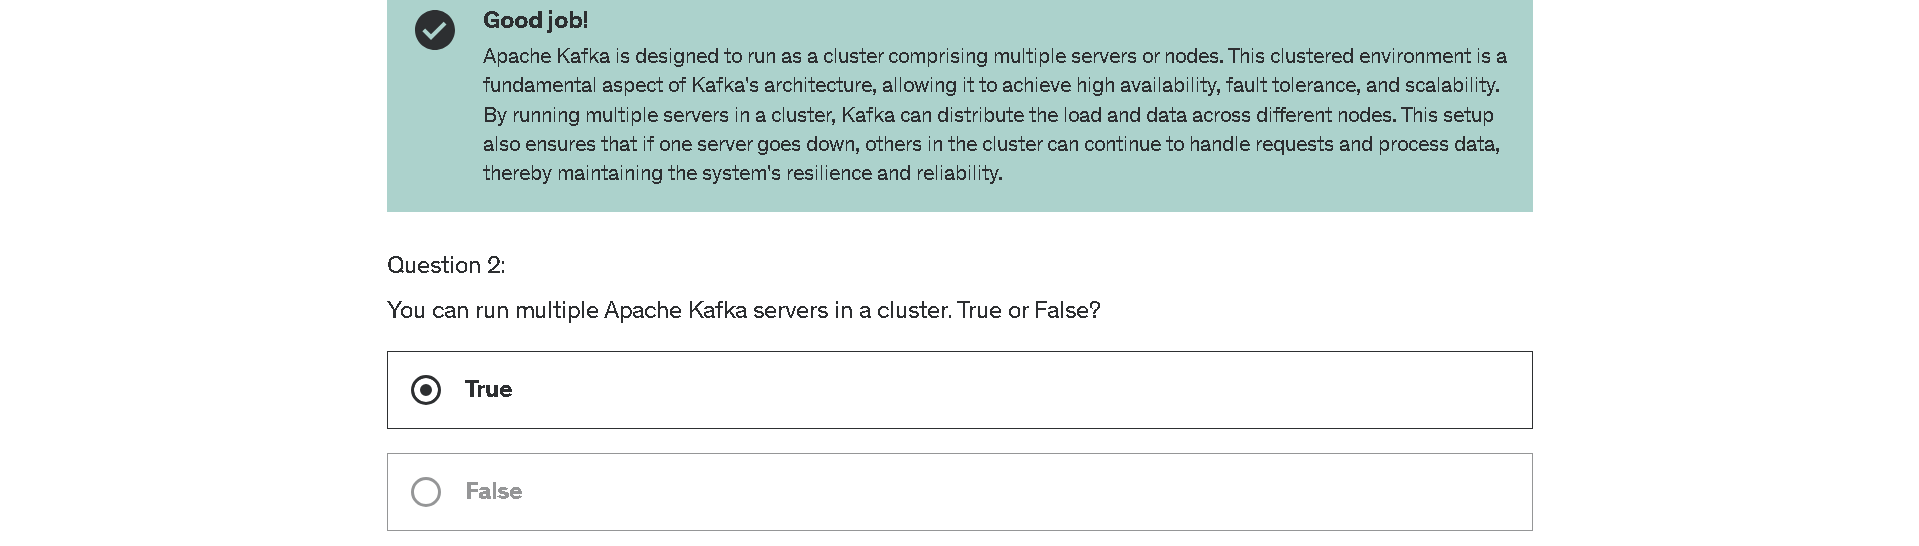 Good job!
Apache Kafka is designed to run as a cluster comprising multiple servers or nodes. This clustered environment is a
fundamental aspect of Kafka's architecture, allowing it to achieve high availability, fault tolerance, and scalability.
By running multiple servers in a cluster, Kafka can distribute the load and data across different nodes. This setup
also ensures that if one server goes down, others in the cluster can continue to handle requests and process data,
thereby maintaining the system's resilience and reliability.
Question 2:
You can run multiple Apache Kafka servers in a cluster. True or False?
True
False